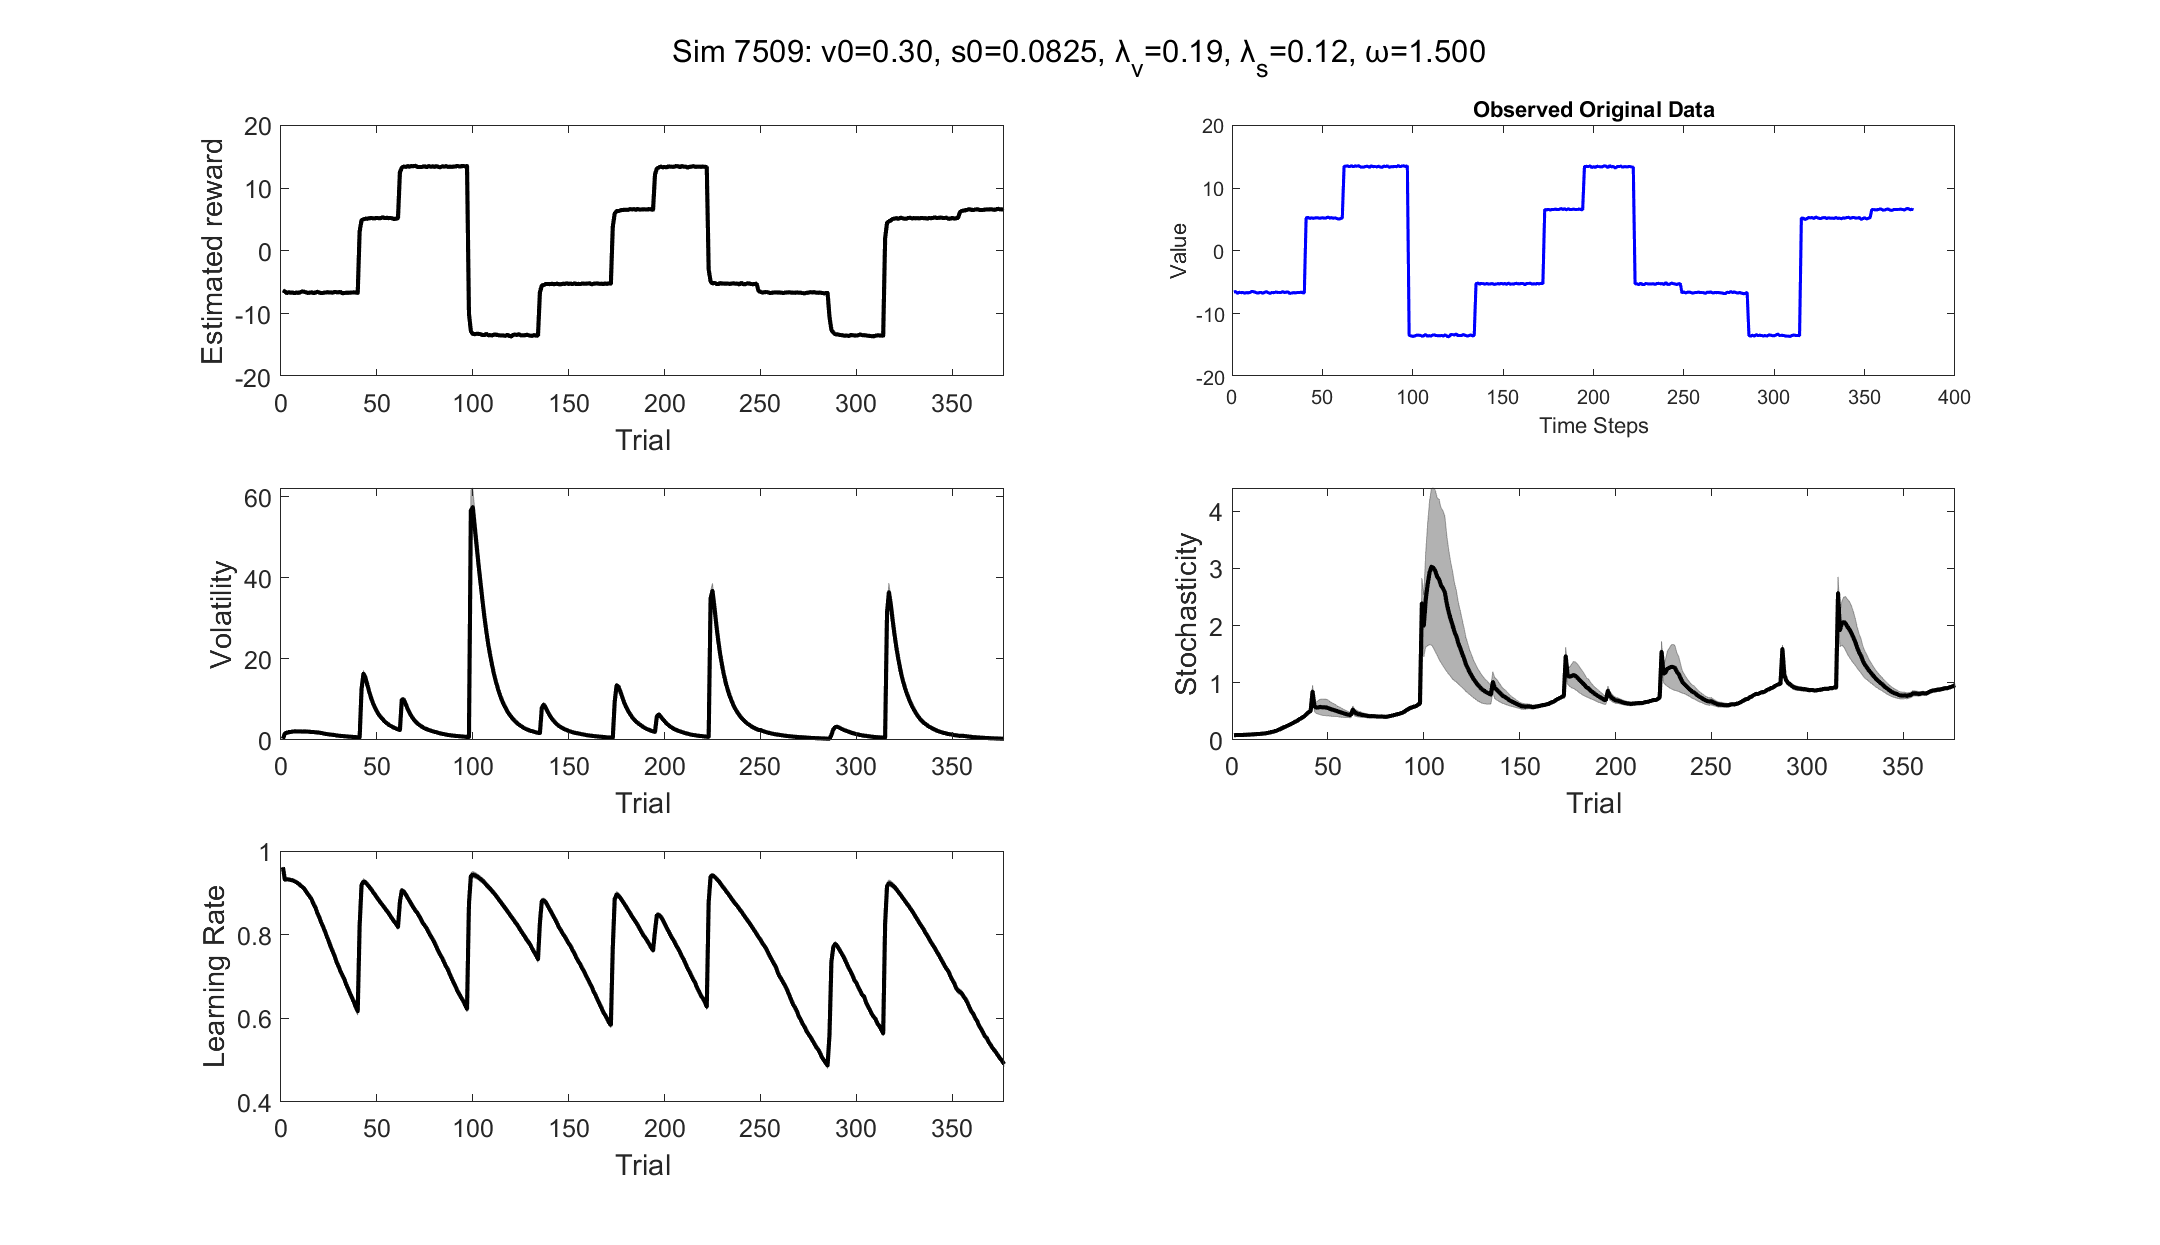 Sim 7509: v0=0.30, s0=0.0825, λ_v=0.19, λ_s=0.12, ω=1.500
Estimated reward
20
10
0
-10
-20
0 50 100 150 200 250 300 350
Trial
Observed Original Data
Value
20
10
0
-10
-20
0 50 100 150 200 250 300 350 400
Time Steps
Volatility
60
40
20
0
0 50 100 150 200 250 300 350
Trial
Stochasticity
4
3
2
1
0
0 50 100 150 200 250 300 350
Trial
Learning Rate
1
0.8
0.6
0.4
0 50 100 150 200 250 300 350
Trial